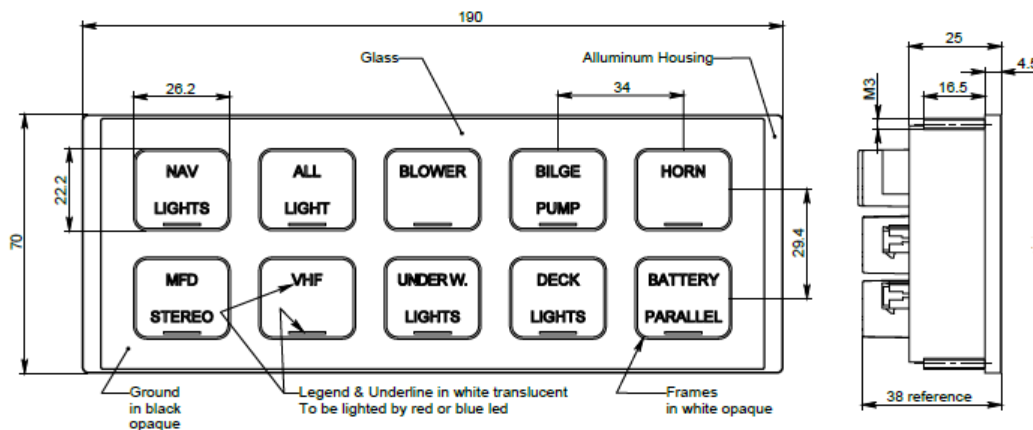 190
25
4.5
Glass
Alluminum Housing
26.2
34
16.5
M3
NAV
LIGHTS
ALL
LIGHT
BLOWER
BILGE
PUMP
HORN
22.2
70
29.4
MFD
STEREO
VHF
UNDER W.
LIGHTS
DECK
LIGHTS
BATTERY
PARALLEL
Ground
in black
opaque
Legend & Underline in white translucent
To be lighted by red or blue led
Frames
in white opaque
38 reference